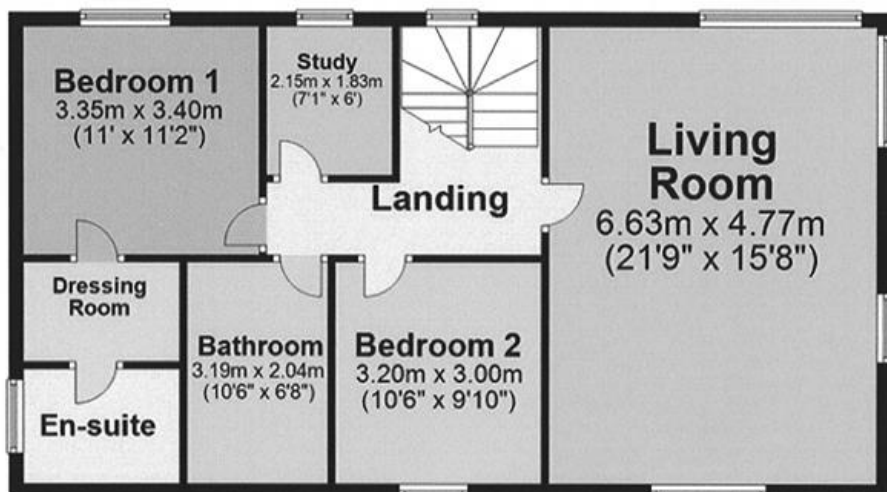 Bedroom 1
3.35m x 3.40m
(11' x 11'2")
Study
2.15m x 1.83m
(7'1" x 6')
Landing
Living
Room
6.63m x 4.77m
(21'9" x 15'8")
Dressing
Room
En-suite
Bathroom
3.19m x 2.04m
(10'6" x 6'8")
Bedroom 2
3.20m x 3.00m
(10'6" x 9'10")